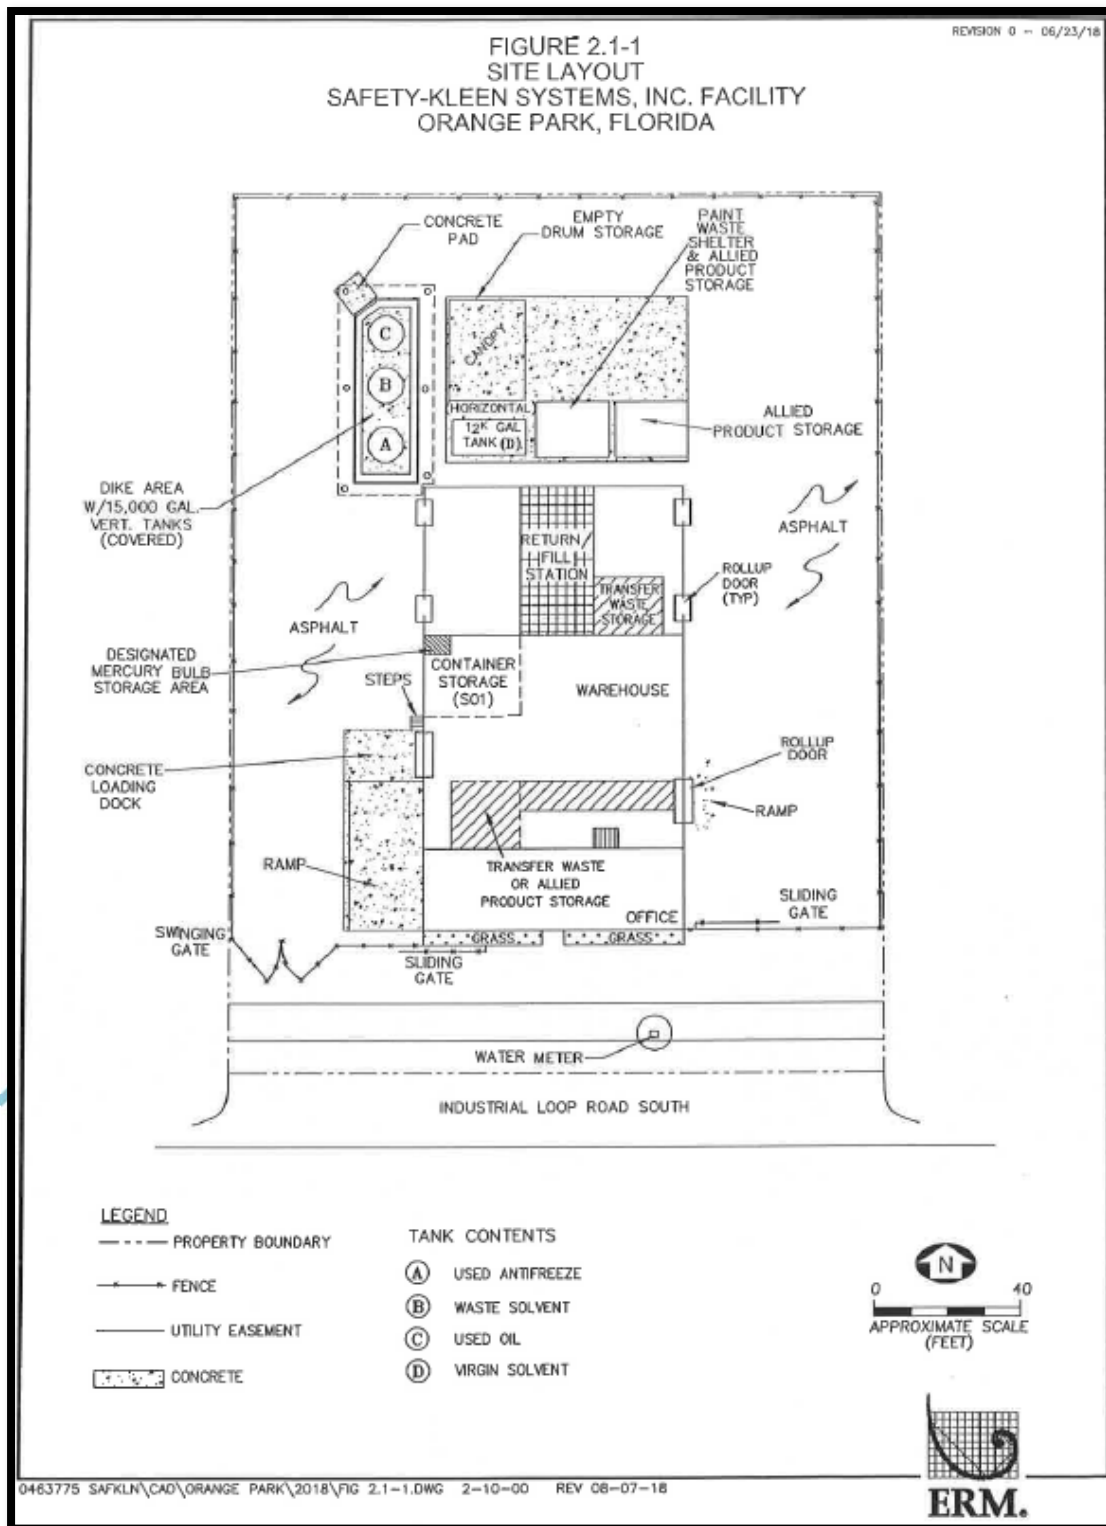 REVISION 0 - 06/23/18
FIGURE 2.1-1
SITE LAYOUT
SAFETY-KLEEN SYSTEMS, INC. FACILITY
ORANGE PARK, FLORIDA
CONCRETE
PAD
EMPTY
DRUM STORAGE
PAINT
WASTE
SHELTER
& ALLIED
PRODUCT
STORAGE
C
B
A
CANOPY
(HORIZONTAL)
12K GAL
TANK (D)
ALLIED
PRODUCT STORAGE
DIKE AREA
W/15,000 GAL.
VERT. TANKS
(COVERED)
ASPHALT
RETURN/
FILL
STATION
TRANSFER
WASTE
STORAGE
ROLLUP
DOOR
(TYP)
ASPHALT
DESIGNATED
MERCURY BULB
STORAGE AREA
STEPS
CONTAINER
STORAGE
(S01)
WAREHOUSE
CONCRETE
LOADING
DOCK
ROLLUP
DOOR
RAMP
RAMP
TRANSFER WASTE
OR ALLIED
PRODUCT STORAGE
OFFICE
SLIDING
GATE
SWINGING
GATE
GRASS
GRASS
SLIDING
GATE
WATER METER
INDUSTRIAL LOOP ROAD SOUTH
LEGEND
PROPERTY BOUNDARY
FENCE
UTILITY EASEMENT
CONCRETE
TANK CONTENTS
A USED ANTIFREEZE
B WASTE SOLVENT
C USED OIL
D VIRGIN SOLVENT
N
0 40
APPROXIMATE SCALE
(FEET)
ERM.
0463775 SAFKLN\CAD\ORANGE PARK\2018\FIG 2.1-1.DWG 2-10-00 REV 08-07-18